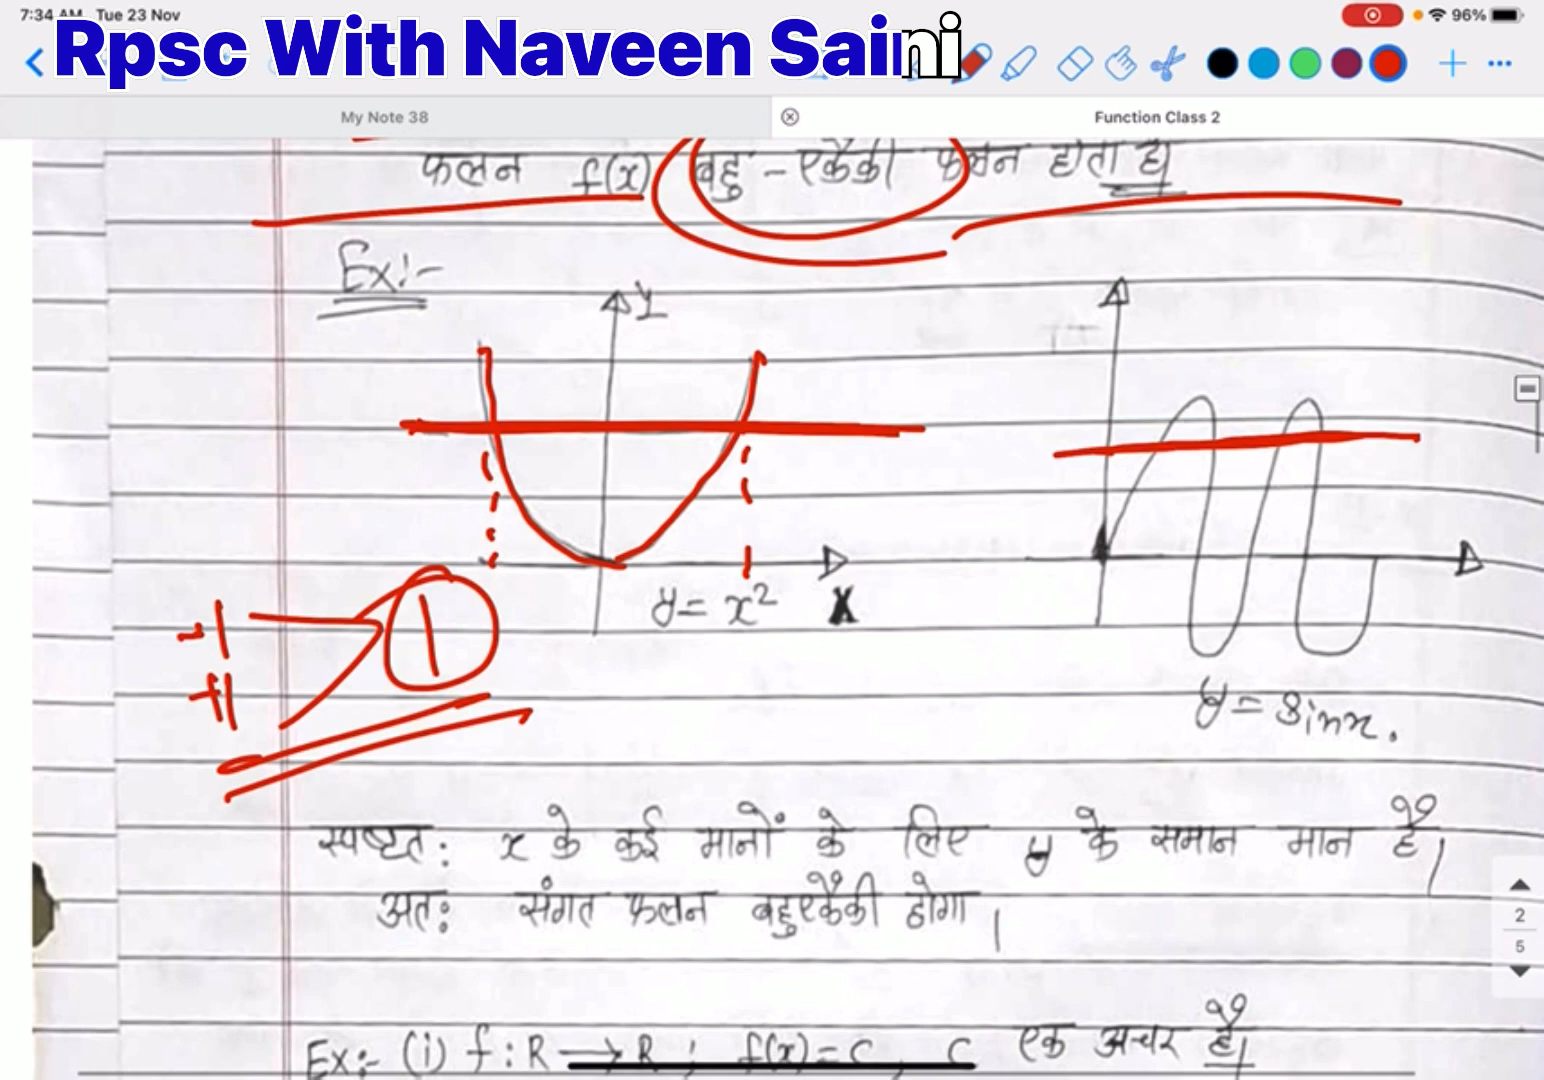 7:34 AM Tue 23 Nov
96%
Rpsc With Naveen Saini
My Note 38
Function Class 2
फलन f(x) बहु-एकैकी फलन होता है।
Ex:-
y
y = x²
X
-1
+1
1
y = sinx.
स्पष्टत: x के कई मानों के लिए y के समान मान हैं।
अत: संगत फलन बहुएकैकी होगा।
2
5
Ex:- (i) f : R → R ; f(x) = c, c एक अचर है।